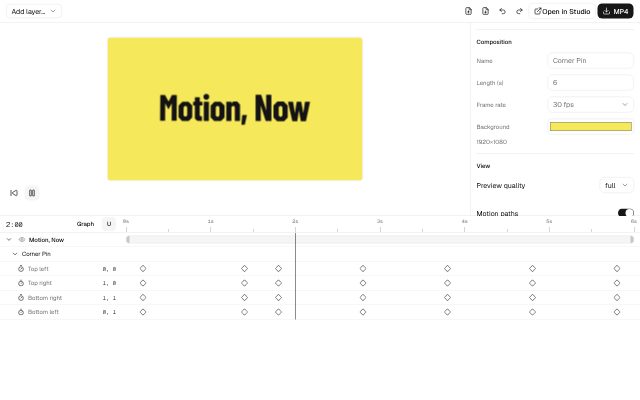 Add layer...
Open in Studio
MP4
Motion, Now
Composition
Name
Corner Pin
Length (s)
6
Frame rate
30 fps
Background
1920×1080
View
Preview quality
full
Motion paths
2:00
Graph
U
0s
1s
2s
3s
4s
5s
6s
Motion, Now
Corner Pin
Top left
0, 0
Top right
1, 0
Bottom right
1, 1
Bottom left
0, 1